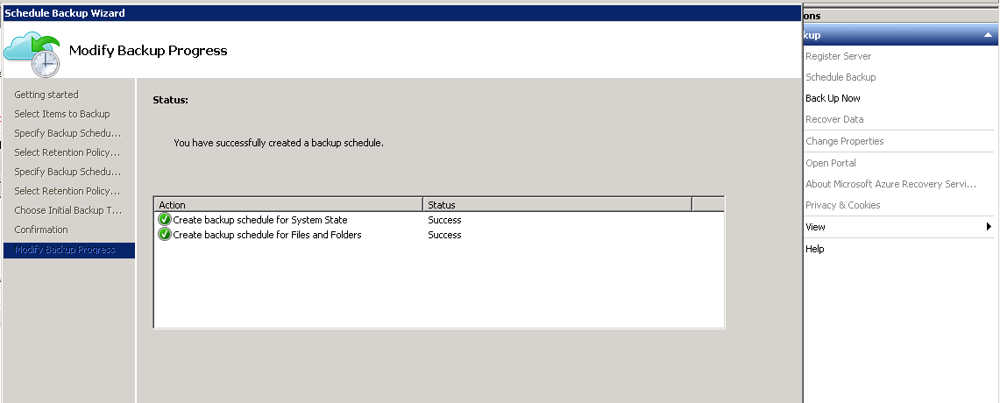 Schedule Backup Wizard
Modify Backup Progress
Getting started
Select Items to Backup
Specify Backup Schedu...
Select Retention Policy...
Specify Backup Schedu...
Select Retention Policy...
Choose Initial Backup T...
Confirmation
Modify Backup Progress
Status:
You have successfully created a backup schedule.
Action Status
Create backup schedule for System State Success
Create backup schedule for Files and Folders Success
ons
kup
Register Server
Schedule Backup
Back Up Now
Recover Data
Change Properties
Open Portal
About Microsoft Azure Recovery Servi...
Privacy & Cookies
View
Help